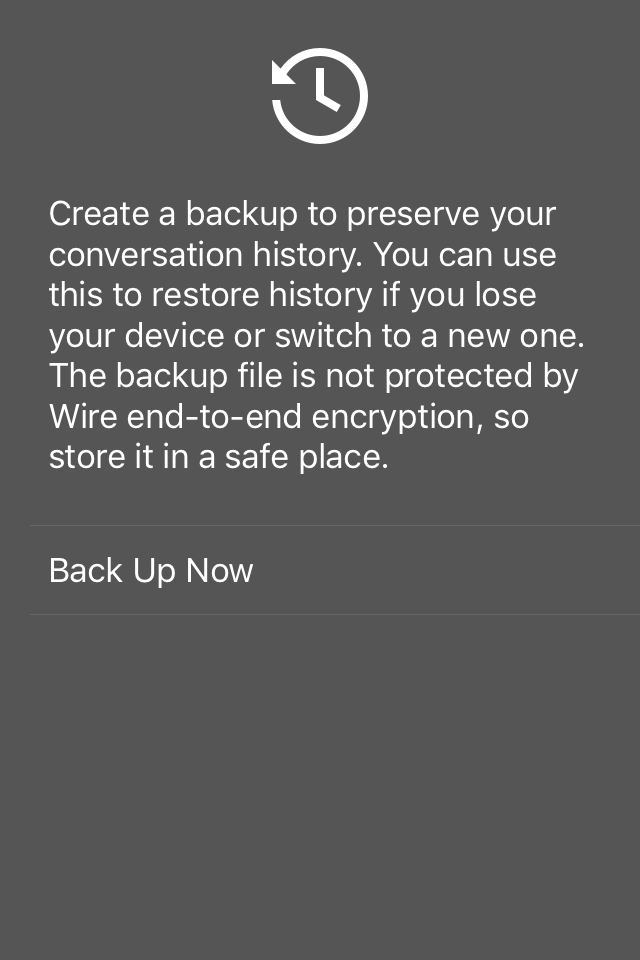 Create a backup to preserve your
conversation history. You can use
this to restore history if you lose
your device or switch to a new one.
The backup file is not protected by
Wire end-to-end encryption, so
store it in a safe place.
Back Up Now